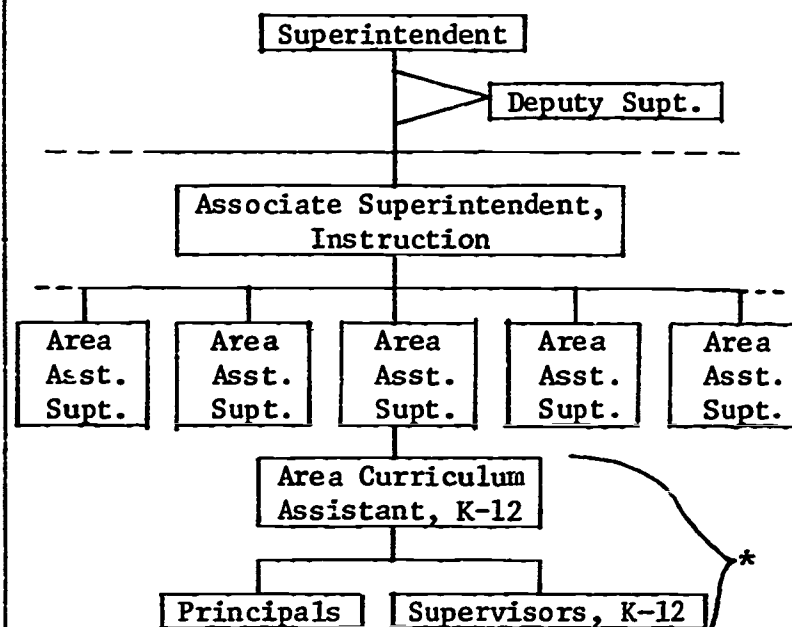 Superintendent
Deputy Supt.
Associate Superintendent,
Instruction
Area Area Area Area Area
Asst. Asst. Asst. Asst. Asst.
Supt. Supt. Supt. Supt. Supt.
Area Curriculum
Assistant, K-12
*
Principals Supervisors, K-12